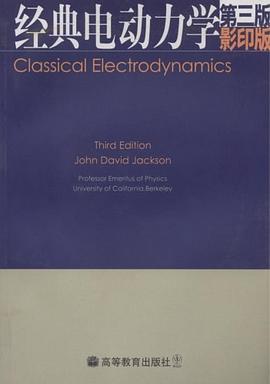 经典电动力学 第三版 影印版
Classical Electrodynamics
Third Edition
John David Jackson
Professor Emeritus of Physics
University of California,Berkeley
高等教育出版社